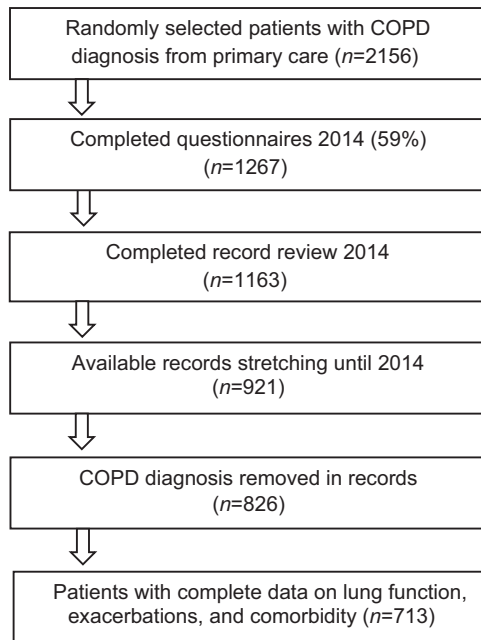 Randomly selected patients with COPD
diagnosis from primary care (n=2156)
Completed questionnaires 2014 (59%)
(n=1267)
Completed record review 2014
(n=1163)
Available records stretching until 2014
(n=921)
COPD diagnosis removed in records
(n=826)
Patients with complete data on lung function,
exacerbations, and comorbidity (n=713)